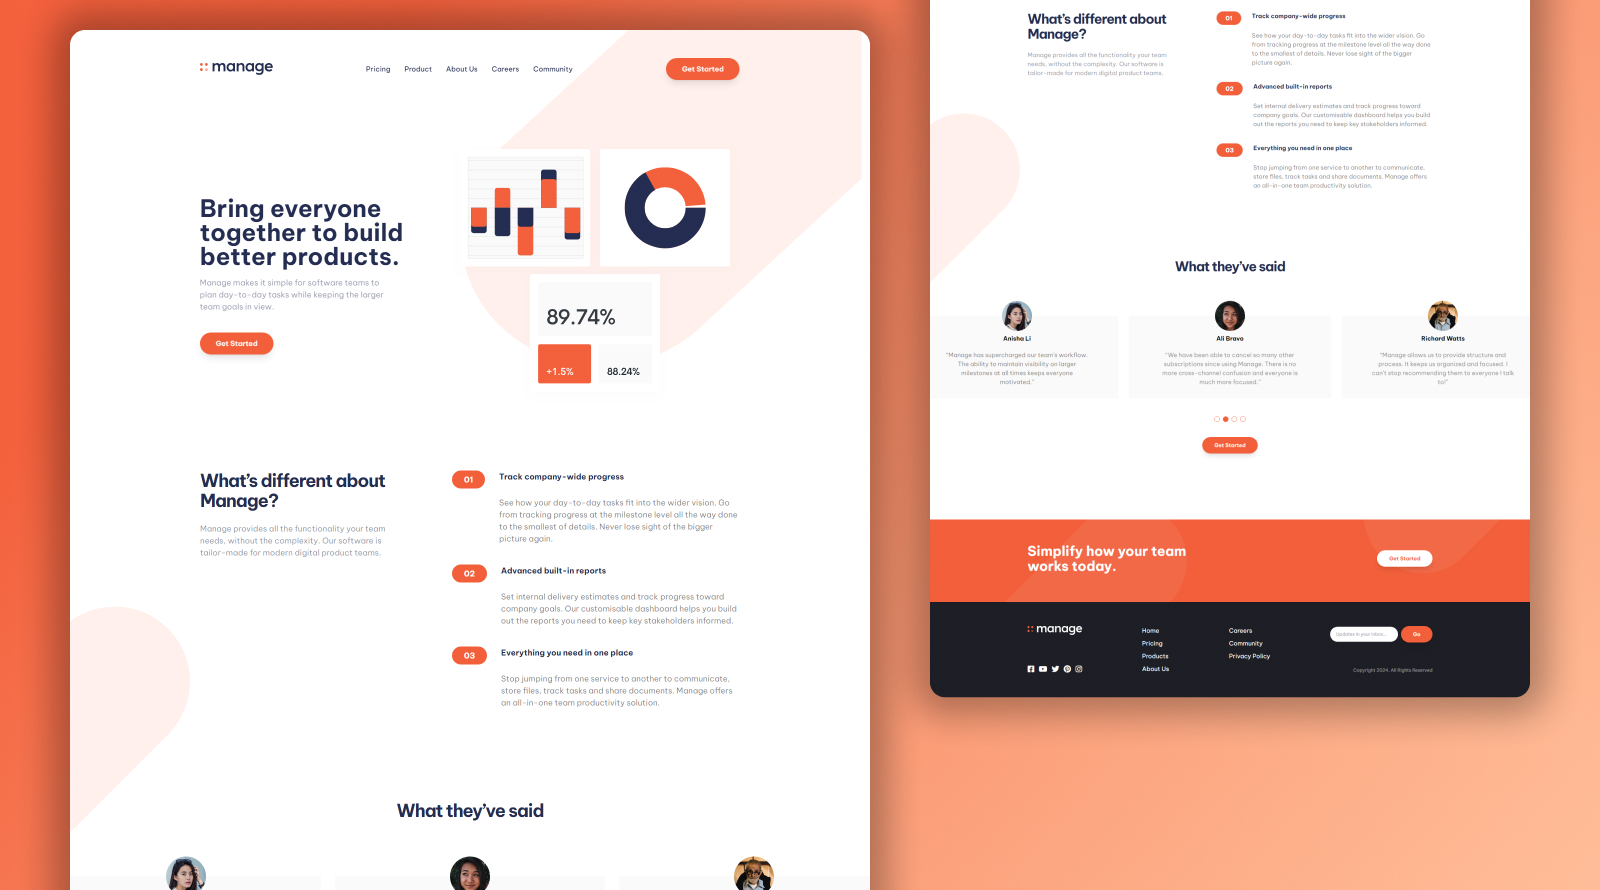 manage
Pricing Product About Us Careers Community
Get Started
Bring everyone
together to build
better products.
Manage makes it simple for software teams to
plan day-to-day tasks while keeping the larger
team goals in view.
Get Started
89.74%
+1.5%
88.24%
What's different about
Manage?
Manage provides all the functionality your team
needs, without the complexity. Our software is
tailor-made for modern digital product teams.
01
Track company-wide progress
See how your day-to-day tasks fit into the wider vision. Go
from tracking progress at the milestone level all the way done
to the smallest of details. Never lose sight of the bigger
picture again.
02
Advanced built-in reports
Set internal delivery estimates and track progress toward
company goals. Our customisable dashboard helps you build
out the reports you need to keep key stakeholders informed.
03
Everything you need in one place
Stop jumping from one service to another to communicate,
store files, track tasks and share documents. Manage offers
an all-in-one team productivity solution.
What they've said
What's different about
Manage?
Manage provides all the functionality your team
needs, without the complexity. Our software is
tailor-made for modern digital product teams.
01
Track company-wide progress
See how your day-to-day tasks fit into the wider vision. Go
from tracking progress at the milestone level all the way done
to the smallest of details. Never lose sight of the bigger
picture again.
02
Advanced built-in reports
Set internal delivery estimates and track progress toward
company goals. Our customisable dashboard helps you build
out the reports you need to keep key stakeholders informed.
03
Everything you need in one place
Stop jumping from one service to another to communicate,
store files, track tasks and share documents. Manage offers
an all-in-one team productivity solution.
What they've said
Anisha Li
"Manage has supercharged our team's workflow.
The ability to maintain visibility on larger
milestones at all times keeps everyone
motivated."
Ali Bravo
"We have been able to cancel so many other
subscriptions since using Manage. There is no
more cross-channel confusion and everyone is
much more focused."
Richard Watts
"Manage allows us to provide structure and
process. It keeps us organized and focused. I
can't stop recommending them to everyone I talk
to!"
Get Started
Simplify how your team
works today.
Get Started
manage
Home
Pricing
Products
About Us
Careers
Community
Privacy Policy
Updates in your inbox...
Go
Copyright 2024. All Rights Reserved